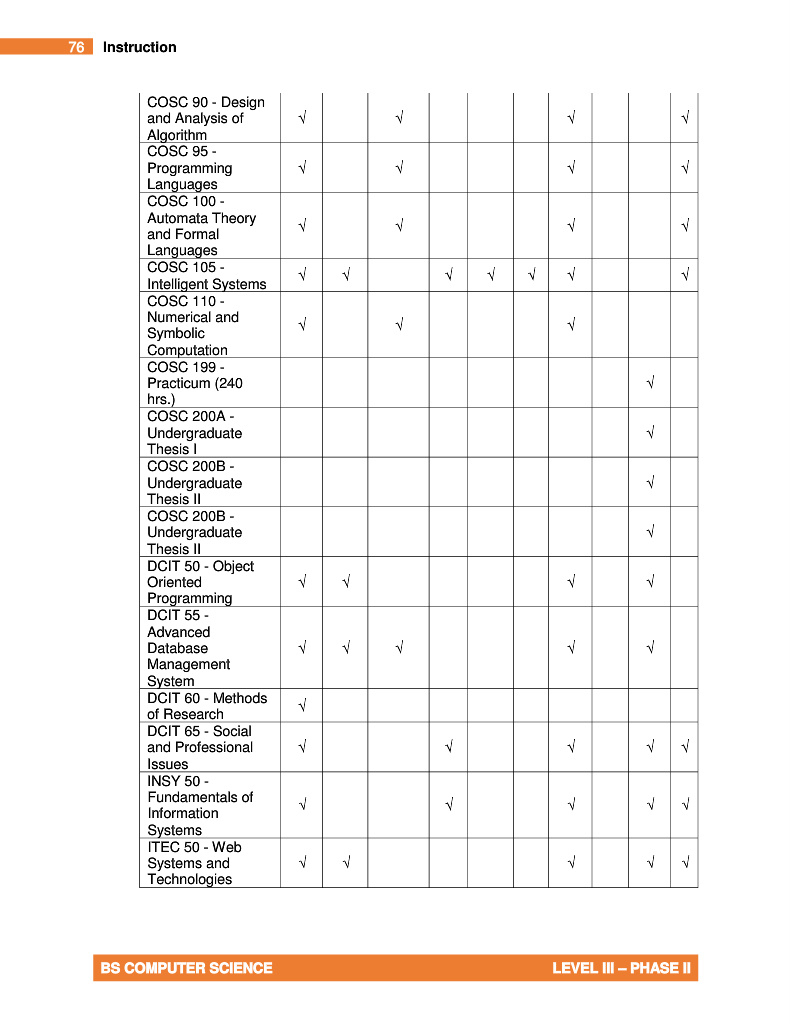 76 Instruction
COSC 90 - Design
and Analysis of
Algorithm
√ √ √ √
COSC 95 -
Programming
Languages
√ √ √ √
COSC 100 -
Automata Theory
and Formal
Languages
√ √ √ √
COSC 105 -
Intelligent Systems
√ √ √ √ √ √ √
COSC 110 -
Numerical and
Symbolic
Computation
√ √ √
COSC 199 -
Practicum (240
hrs.)
√
COSC 200A -
Undergraduate
Thesis I
√
COSC 200B -
Undergraduate
Thesis II
√
COSC 200B -
Undergraduate
Thesis II
√
DCIT 50 - Object
Oriented
Programming
√ √ √ √
DCIT 55 -
Advanced
Database
Management
System
√ √ √ √ √
DCIT 60 - Methods
of Research
√
DCIT 65 - Social
and Professional
Issues
√ √ √ √ √
INSY 50 -
Fundamentals of
Information
Systems
√ √ √ √ √
ITEC 50 - Web
Systems and
Technologies
√ √ √ √ √
BS COMPUTER SCIENCE LEVEL III – PHASE II